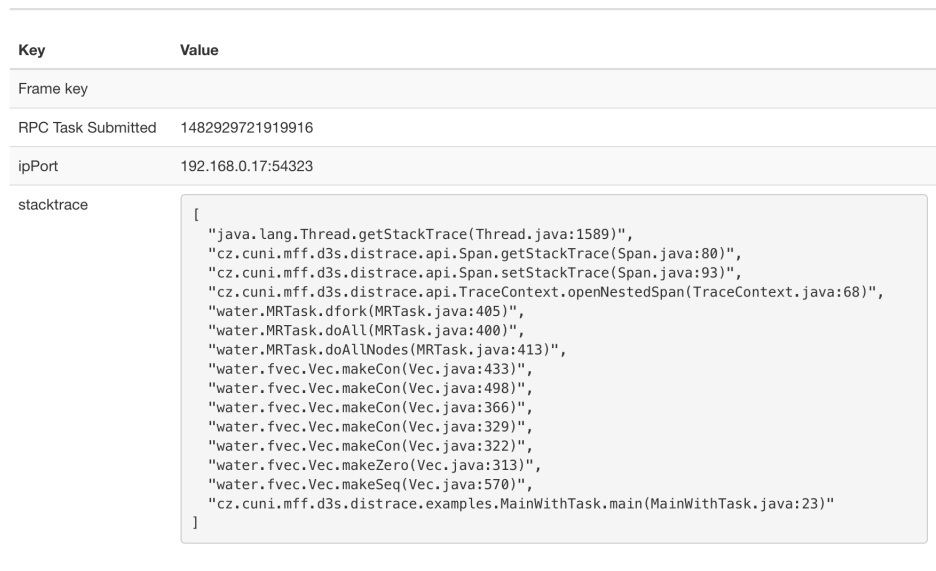 Key Value
Frame key
RPC Task Submitted 1482929721919916
ipPort 192.168.0.17:54323
stacktrace
[
"java.lang.Thread.getStackTrace(Thread.java:1589)",
"cz.cuni.mff.d3s.distrace.api.Span.getStackTrace(Span.java:80)",
"cz.cuni.mff.d3s.distrace.api.Span.setStackTrace(Span.java:93)",
"cz.cuni.mff.d3s.distrace.api.TraceContext.openNestedSpan(TraceContext.java:68)",
"water.MRTask.dfork(MRTask.java:405)",
"water.MRTask.doAll(MRTask.java:400)",
"water.MRTask.doAllNodes(MRTask.java:413)",
"water.fvec.Vec.makeCon(Vec.java:433)",
"water.fvec.Vec.makeCon(Vec.java:498)",
"water.fvec.Vec.makeCon(Vec.java:366)",
"water.fvec.Vec.makeCon(Vec.java:329)",
"water.fvec.Vec.makeCon(Vec.java:322)",
"water.fvec.Vec.makeZero(Vec.java:313)",
"water.fvec.Vec.makeSeq(Vec.java:570)",
"cz.cuni.mff.d3s.distrace.examples.MainWithTask.main(MainWithTask.java:23)"
]